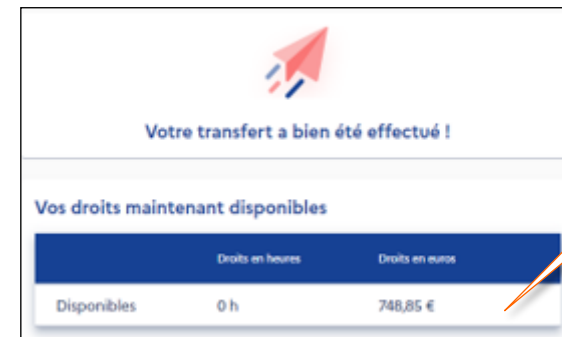 Votre transfert a bien été effectué !
Vos droits maintenant disponibles
Droits en heures Droits en euros
Disponibles 0 h 748,85 €